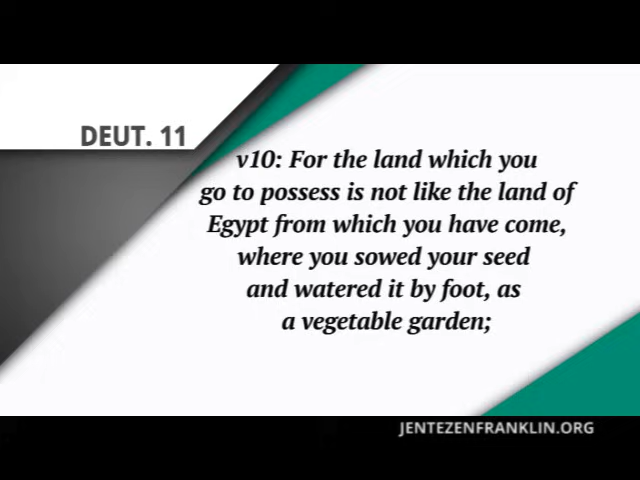 DEUT. 11
v10: For the land which you
go to possess is not like the land of
Egypt from which you have come,
where you sowed your seed
and watered it by foot, as
a vegetable garden;
JENTEZENFRANKLIN.ORG